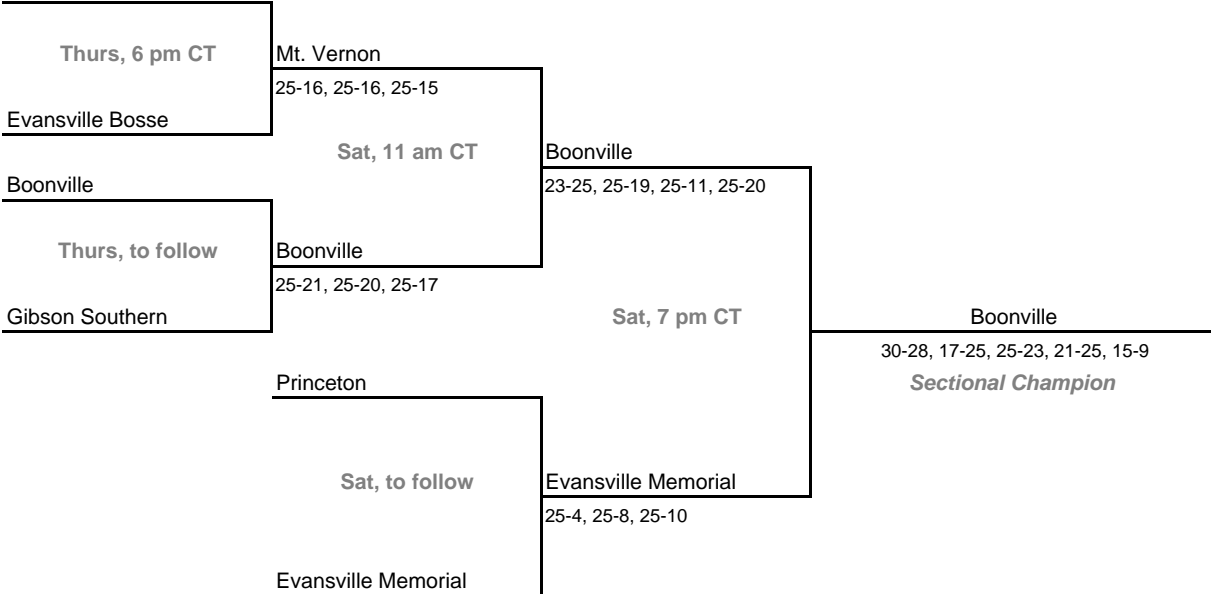 Thurs, 6 pm CT
Mt. Vernon
25-16, 25-16, 25-15
Evansville Bosse
Sat, 11 am CT
Boonville
23-25, 25-19, 25-11, 25-20
Boonville
Thurs, to follow
Boonville
25-21, 25-20, 25-17
Gibson Southern
Sat, 7 pm CT
Boonville
30-28, 17-25, 25-23, 21-25, 15-9
Sectional Champion
Princeton
Sat, to follow
Evansville Memorial
25-4, 25-8, 25-10
Evansville Memorial